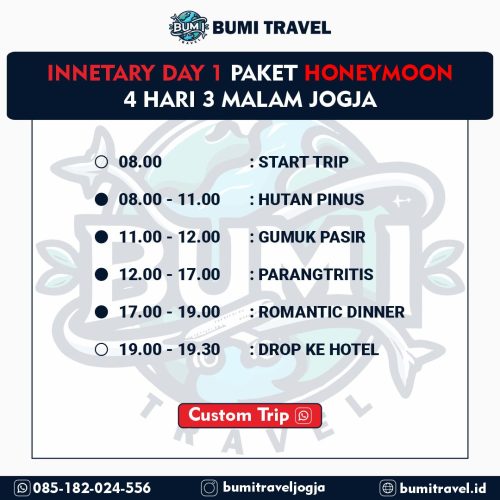 BUMI TRAVEL
INNETARY DAY 1 PAKET HONEYMOON
4 HARI 3 MALAM JOGJA
08.00 : START TRIP
08.00 - 11.00 : HUTAN PINUS
11.00 - 12.00 : GUMUK PASIR
12.00 - 17.00 : PARANGTRITIS
17.00 - 19.00 : ROMANTIC DINNER
19.00 - 19.30 : DROP KE HOTEL
BUMI
TRAVEL
Custom Trip
085-182-024-556 bumitraveljogja bumitravel.id